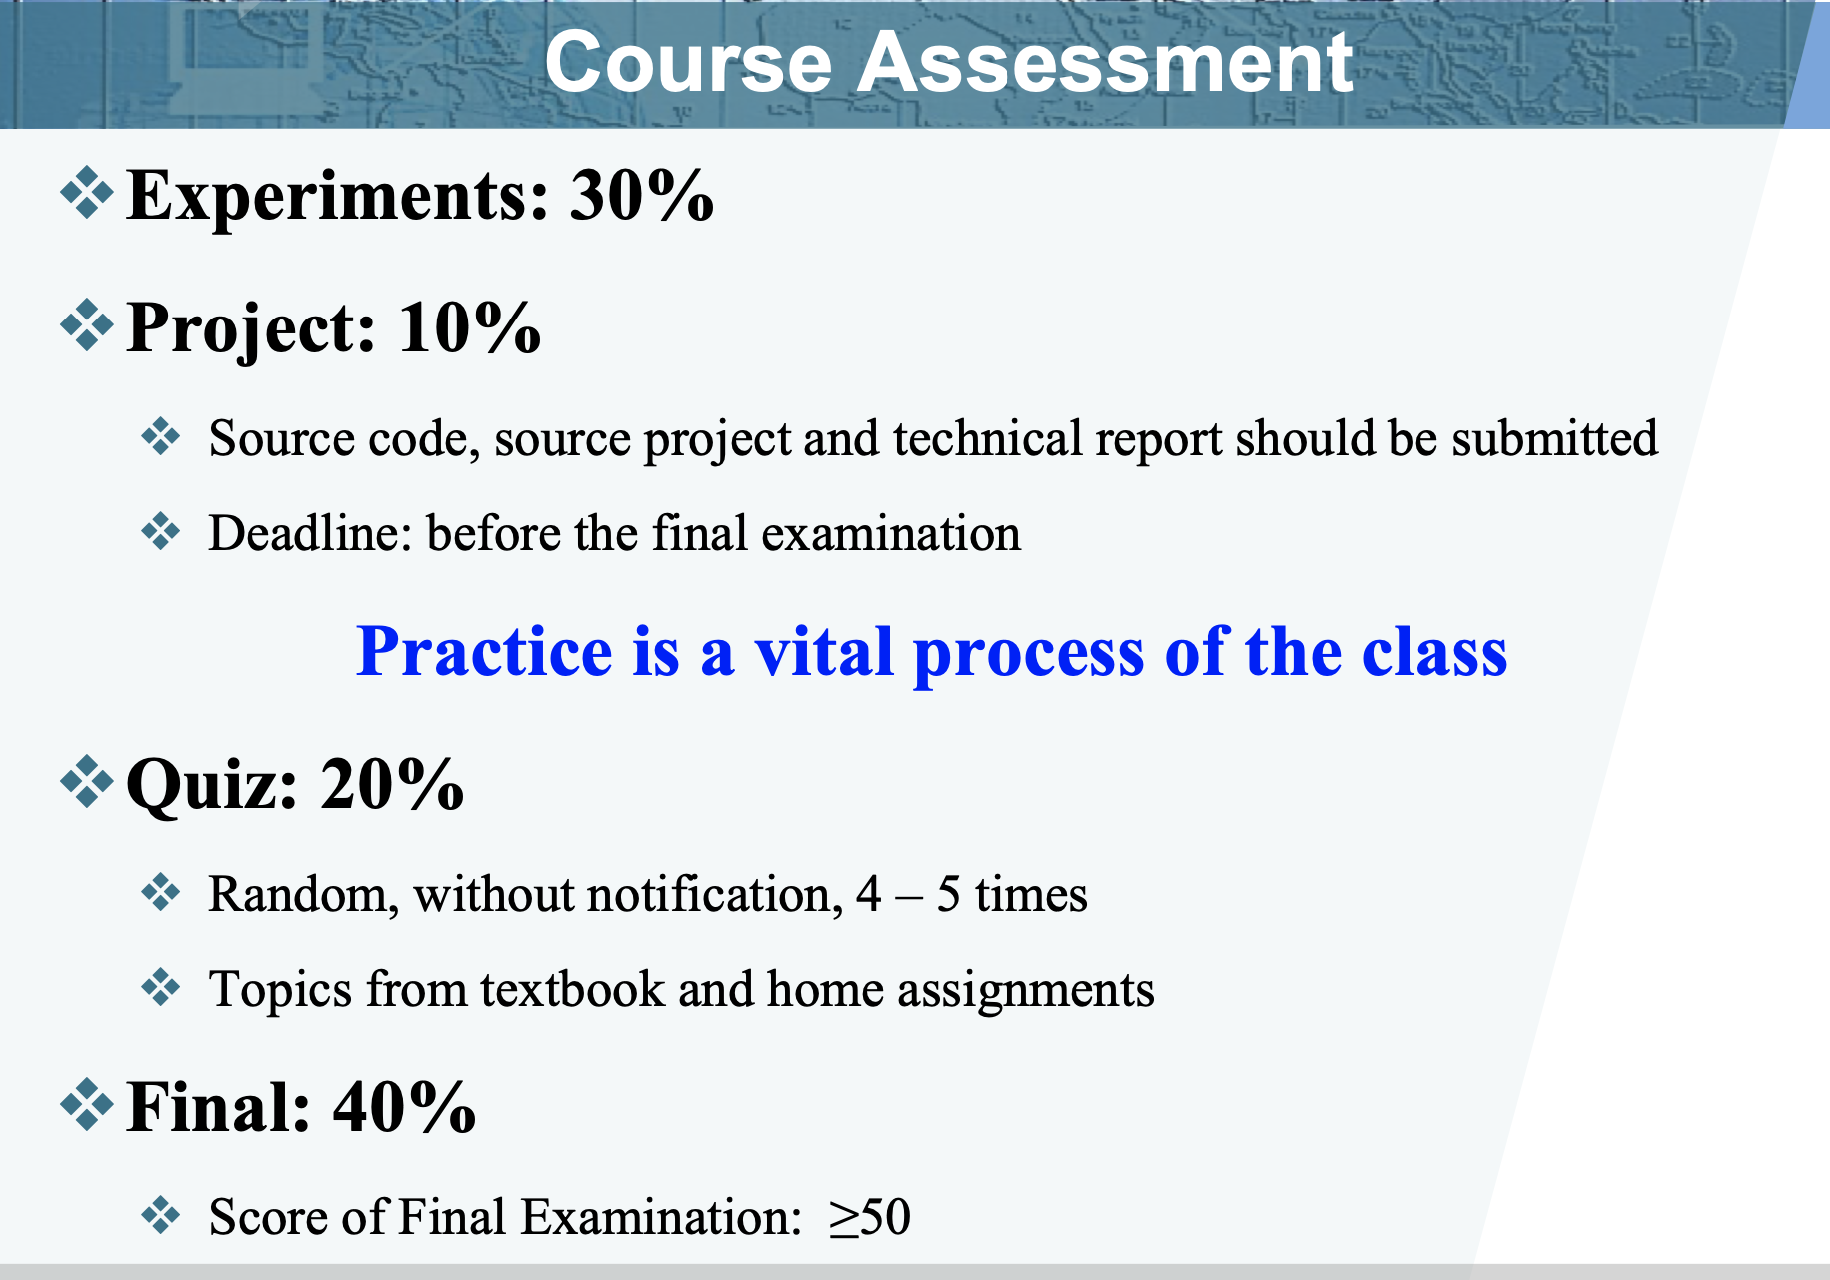 Course Assessment
Experiments: 30%
Project: 10%
Source code, source project and technical report should be submitted
Deadline: before the final examination
Practice is a vital process of the class
Quiz: 20%
Random, without notification, 4 – 5 times
Topics from textbook and home assignments
Final: 40%
Score of Final Examination: ≥50